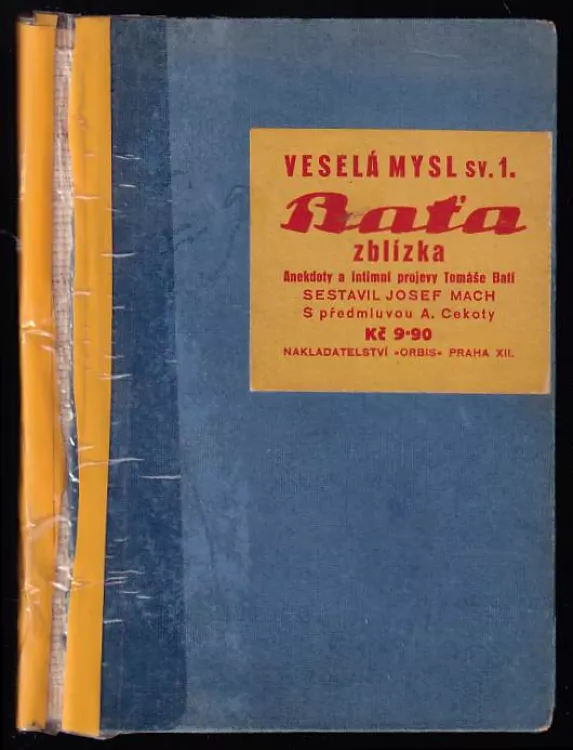 VESELÁ MYSL sv. 1.
Baťa
zblízka
Anekdoty a intimní projevy Tomáše Bati
SESTAVIL JOSEF MACH
S předmluvou A. Cekoty
Kč 9·90
NAKLADATELSTVÍ »ORBIS« PRAHA XII.